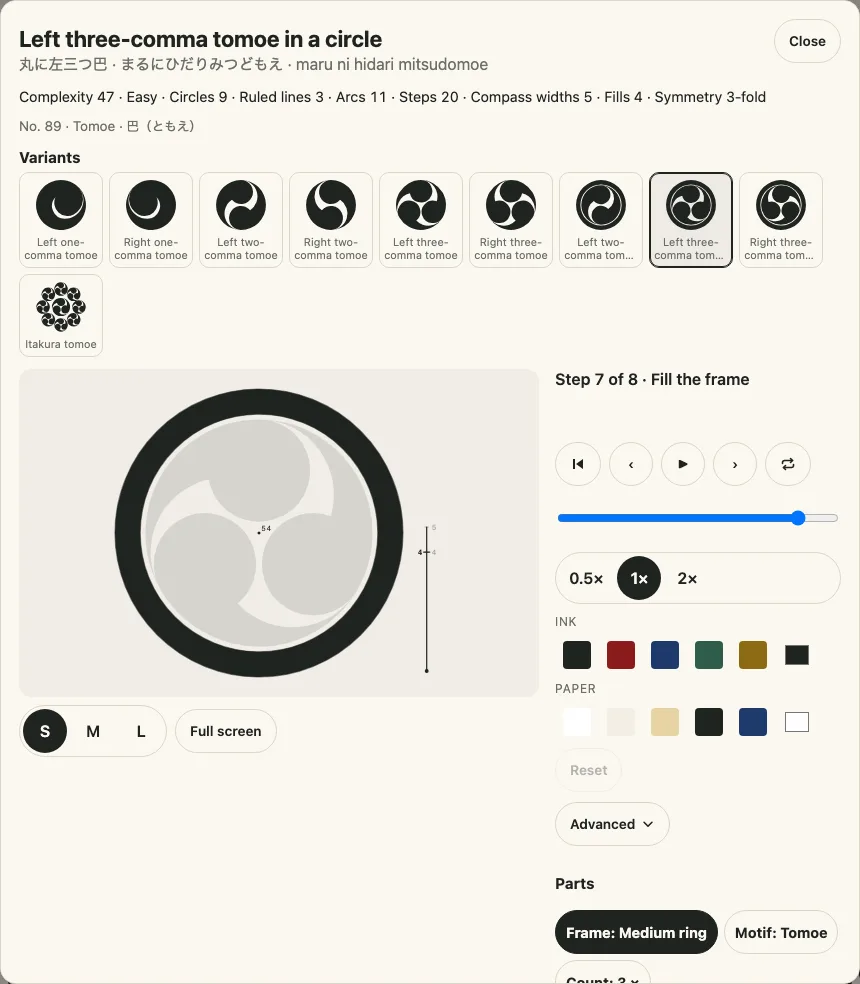 Left three-comma tomoe in a circle
Close
丸に左三つ巴 · まるにひだりみつどもえ · maru ni hidari mitsudomoe
Complexity 47 · Easy · Circles 9 · Ruled lines 3 · Arcs 11 · Steps 20 · Compass widths 5 · Fills 4 · Symmetry 3-fold
No. 89 · Tomoe · 巴（ともえ）
Variants
Left one-
comma tomoe
Right one-
comma tomoe
Left two-
comma tomoe
Right two-
comma tomoe
Left three-
comma tomoe
Right three-
comma tomoe
Left two-
comma tom...
Left three-
comma tom...
Right three-
comma tom...
Itakura tomoe
Step 7 of 8 · Fill the frame
54
5
4
4
0.5×
1×
2×
INK
PAPER
S
M
L
Full screen
Reset
Advanced
Parts
Frame: Medium ring
Motif: Tomoe
Count: 3 ×